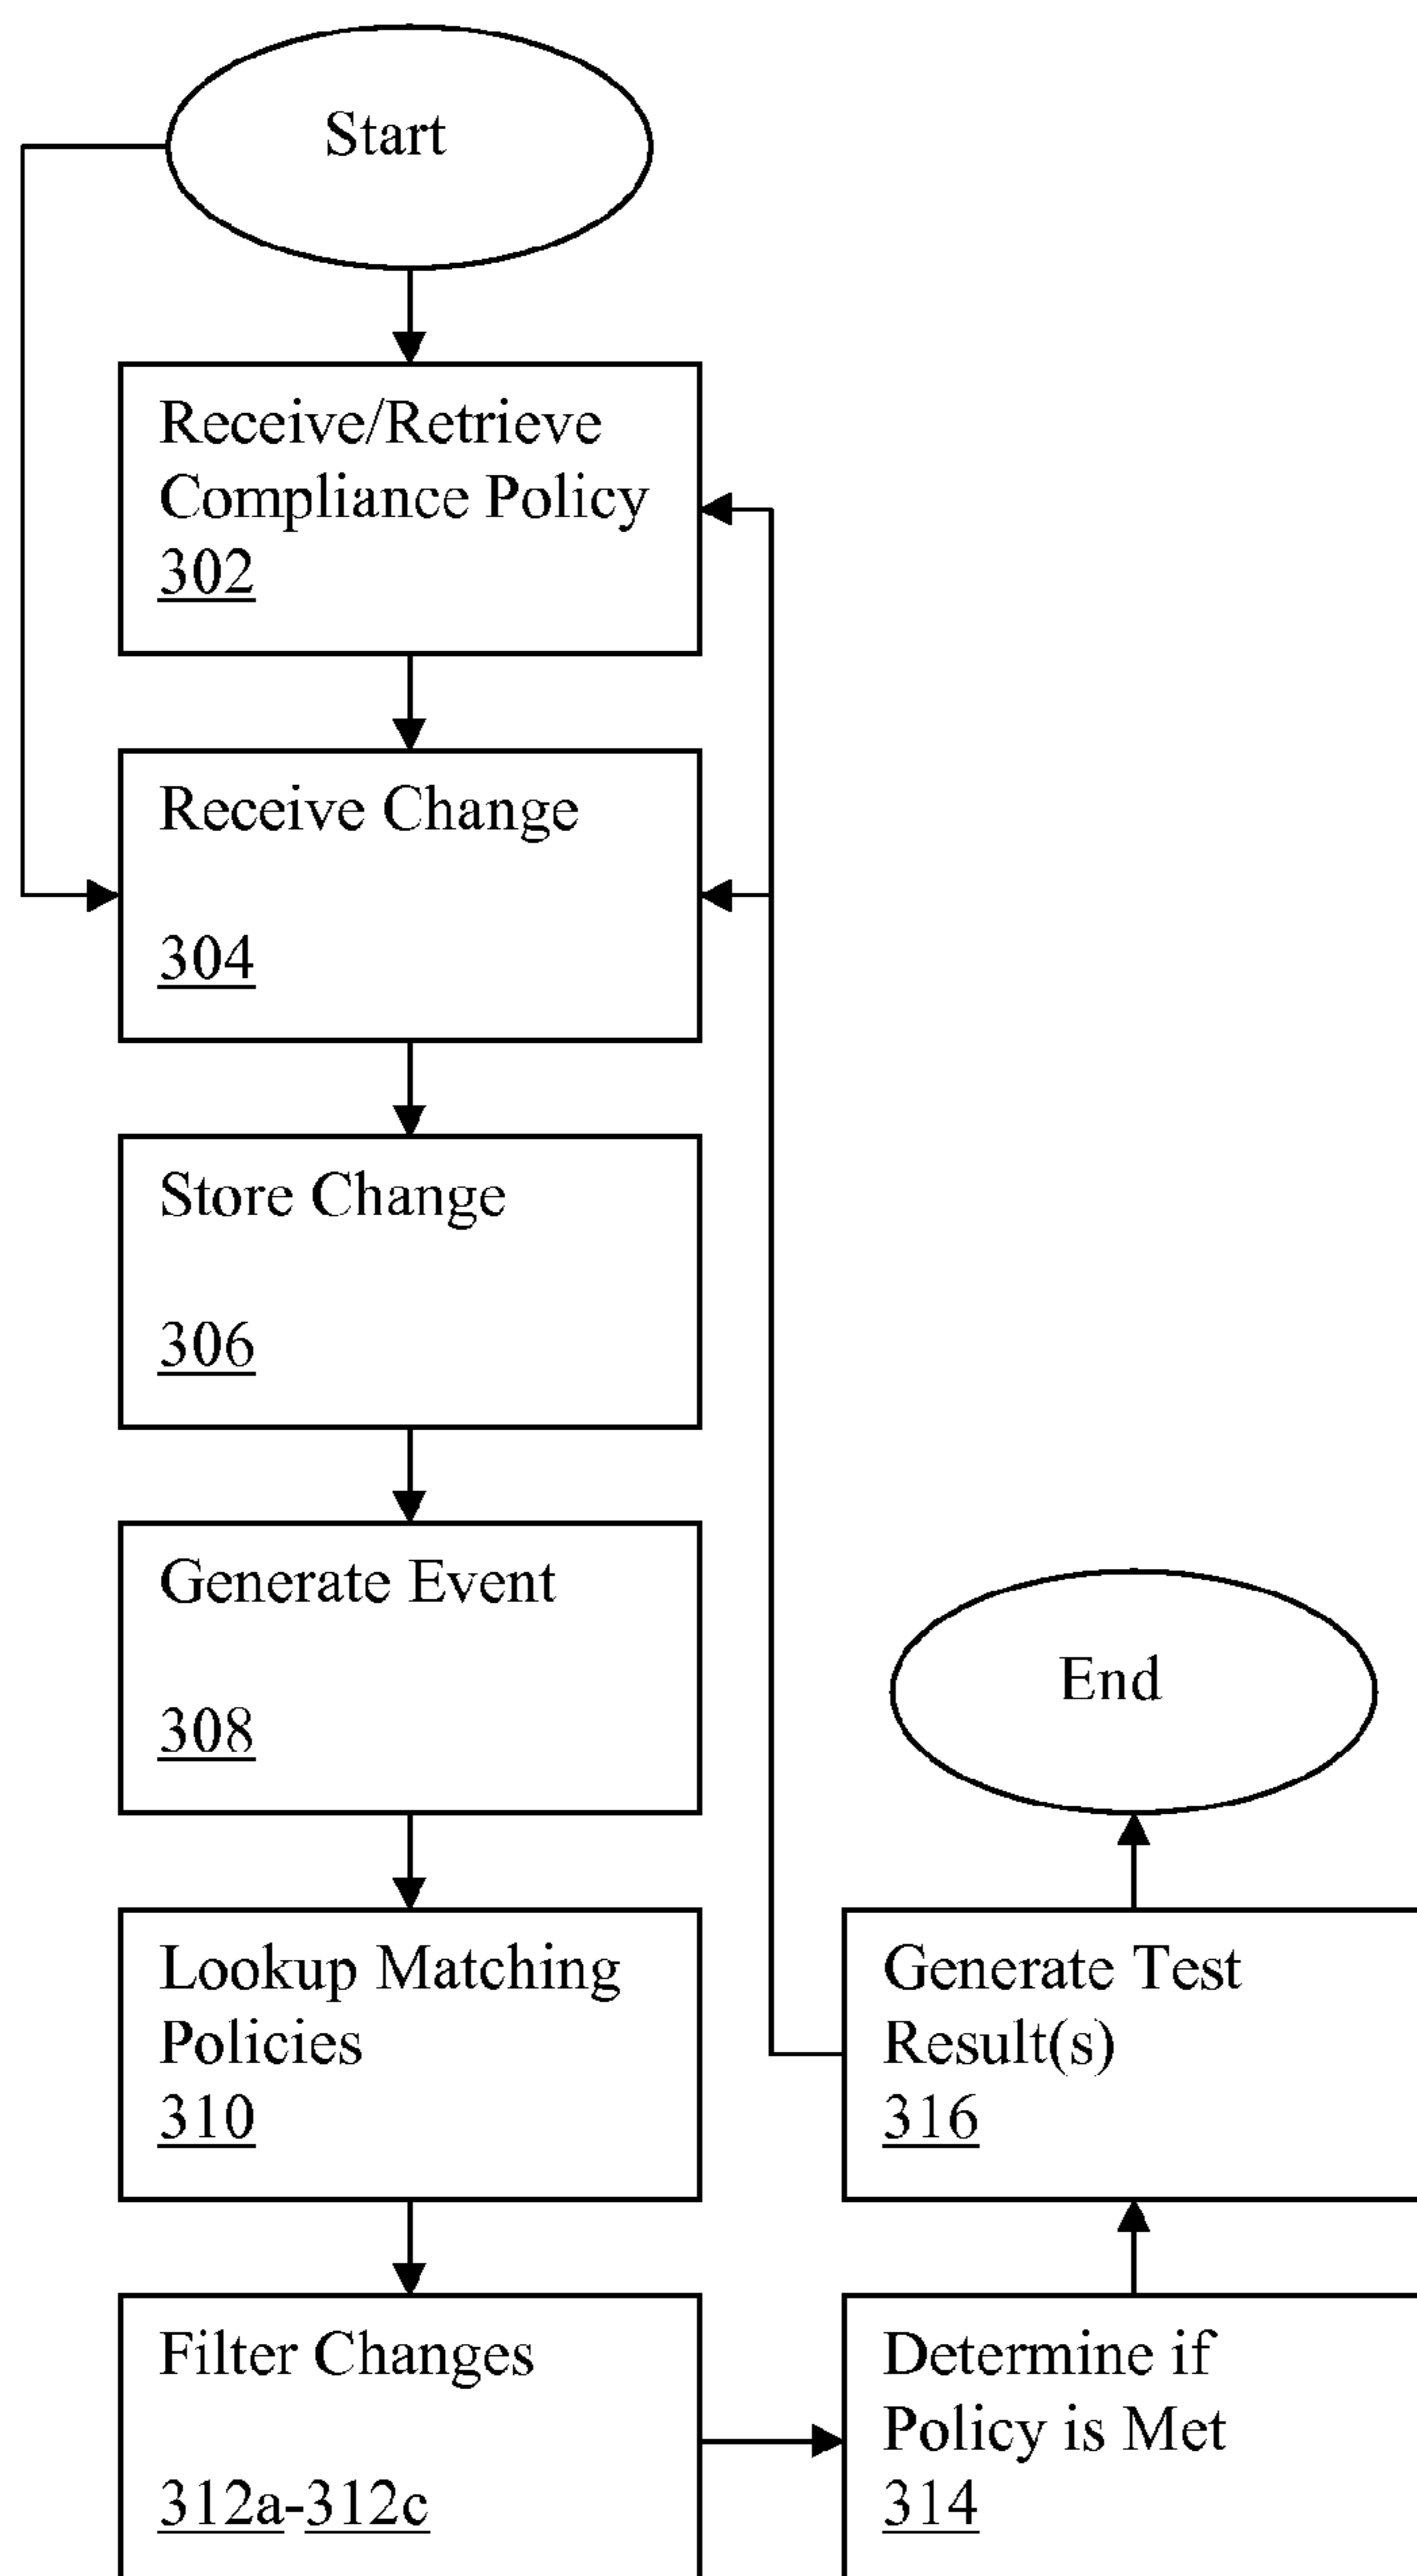 Start
Receive/Retrieve
Compliance Policy
302
Receive Change
304
Store Change
306
Generate Event
308
Lookup Matching
Policies
310
Filter Changes
312a-312c
Determine if
Policy is Met
314
Generate Test
Result(s)
316
End